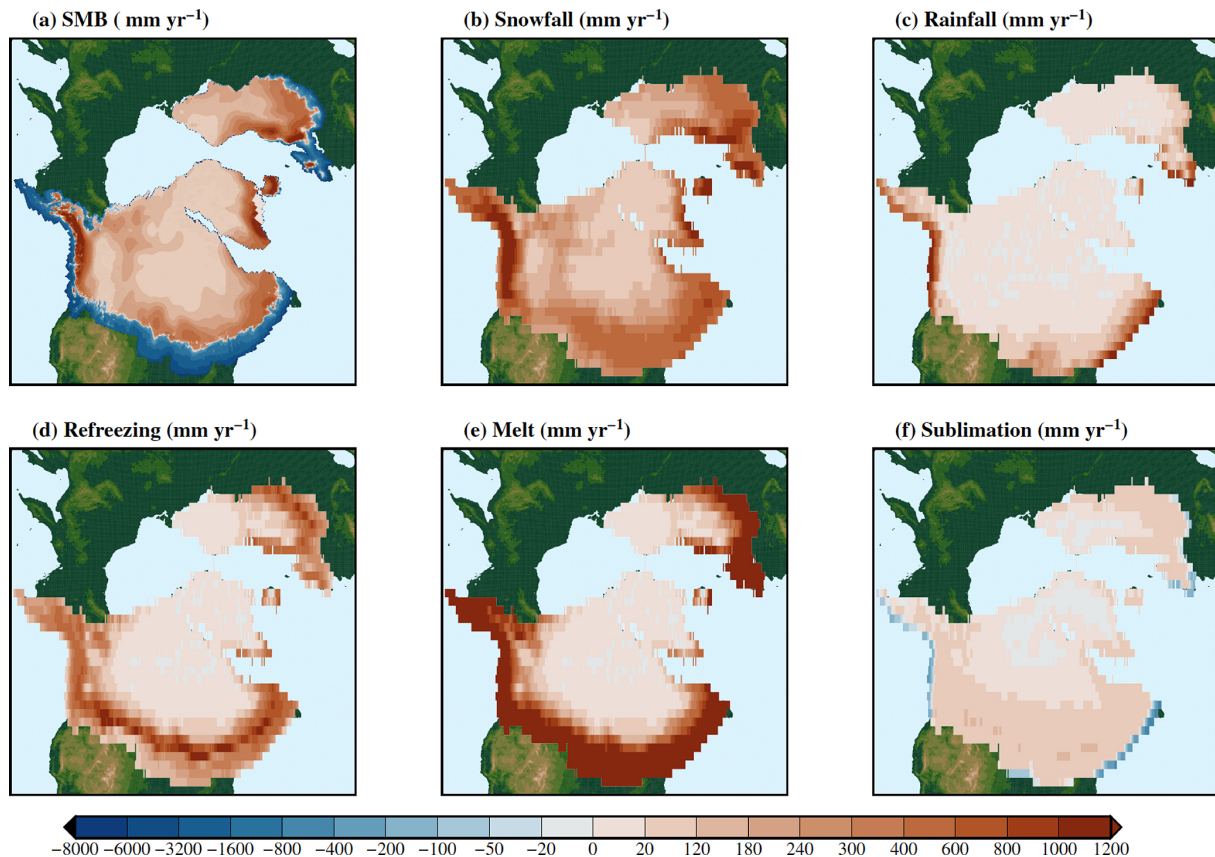 (a) SMB ( mm yr⁻¹)
(b) Snowfall (mm yr⁻¹)
(c) Rainfall (mm yr⁻¹)
(d) Refreezing (mm yr⁻¹)
(e) Melt (mm yr⁻¹)
(f) Sublimation (mm yr⁻¹)
−8000 −6000 −3200 −1600 −800 −400 −200 −100 −50 −20 0 20 120 180 240 300 400 600 800 1000 1200